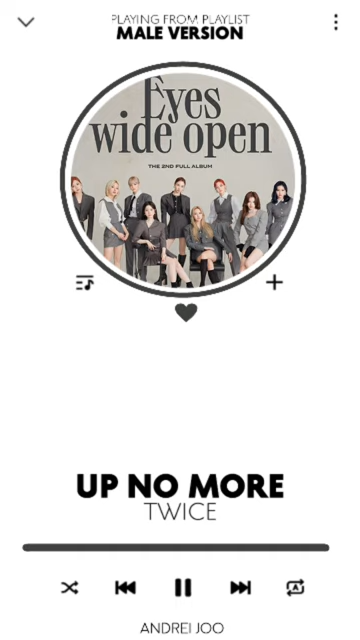 PLAYING FROM PLAYLIST
MALE VERSION
Eyes
wide open
THE 2ND FULL ALBUM
UP NO MORE
TWICE
ANDREI JOO